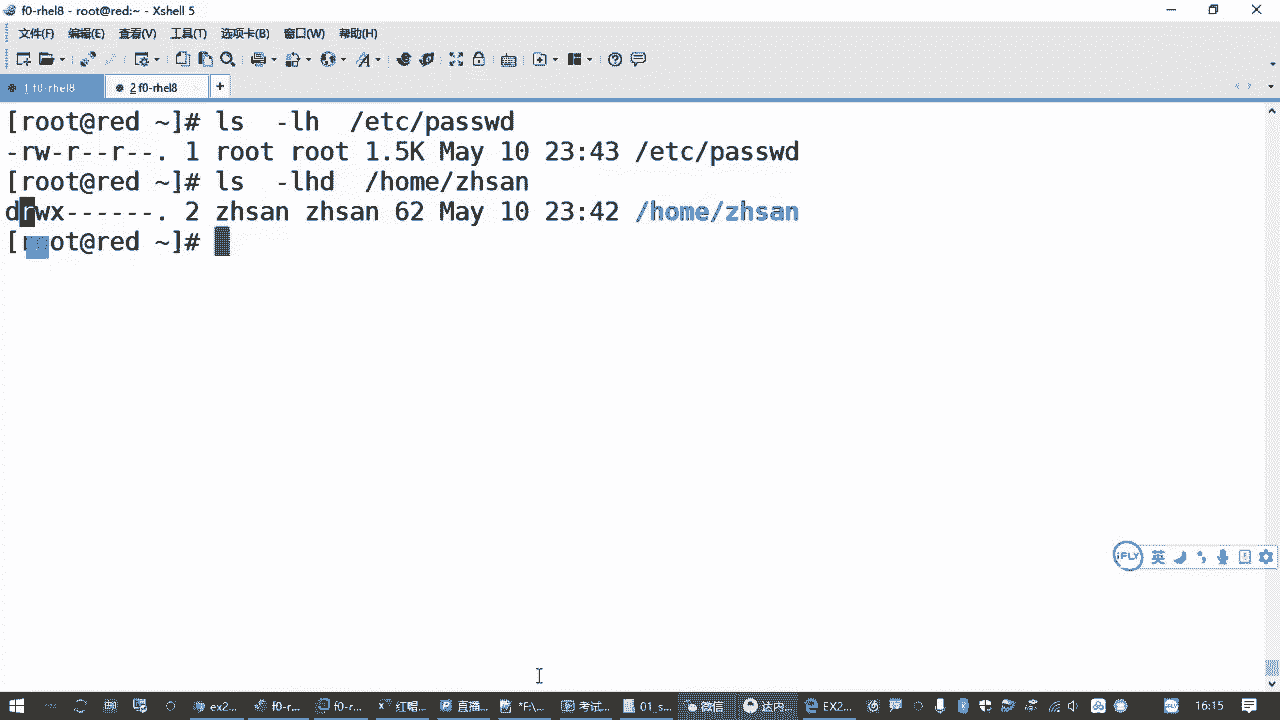 f0-rhel8 - root@red:~ - Xshell 5
文件(F) 编辑(E) 查看(V) 工具(T) 选项卡(B) 窗口(W) 帮助(H)
1 f0-rhel8 2 f0-rhel8 +
[root@red ~]# ls  -lh  /etc/passwd
-rw-r--r--. 1 root root 1.5K May 10 23:43 /etc/passwd
[root@red ~]# ls  -lhd  /home/zhsan
drwx------. 2 zhsan zhsan 62 May 10 23:42 /home/zhsan
[root@red ~]#
iFLY 英
ex2... f0-r... f0-r... 红帽... 直播... *F:\... 考试... 01_s... 微信 达内... EX2... 16:15